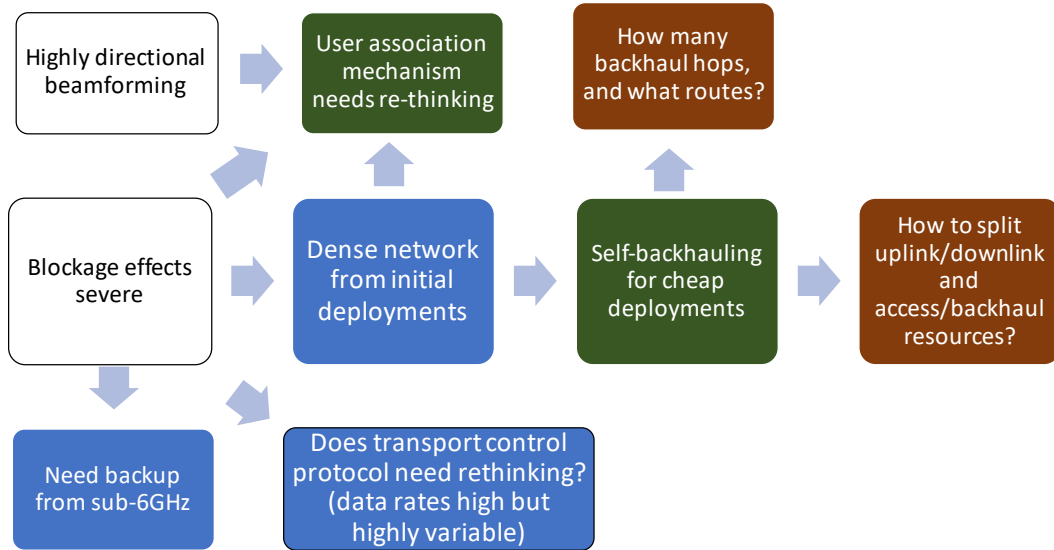 Highly directional
beamforming
User association
mechanism
needs re-thinking
How many
backhaul hops,
and what routes?
Blockage effects
severe
Dense network
from initial
deployments
Self-backhauling
for cheap
deployments
How to split
uplink/downlink
and
access/backhaul
resources?
Need backup
from sub-6GHz
Does transport control
protocol need rethinking?
(data rates high but
highly variable)